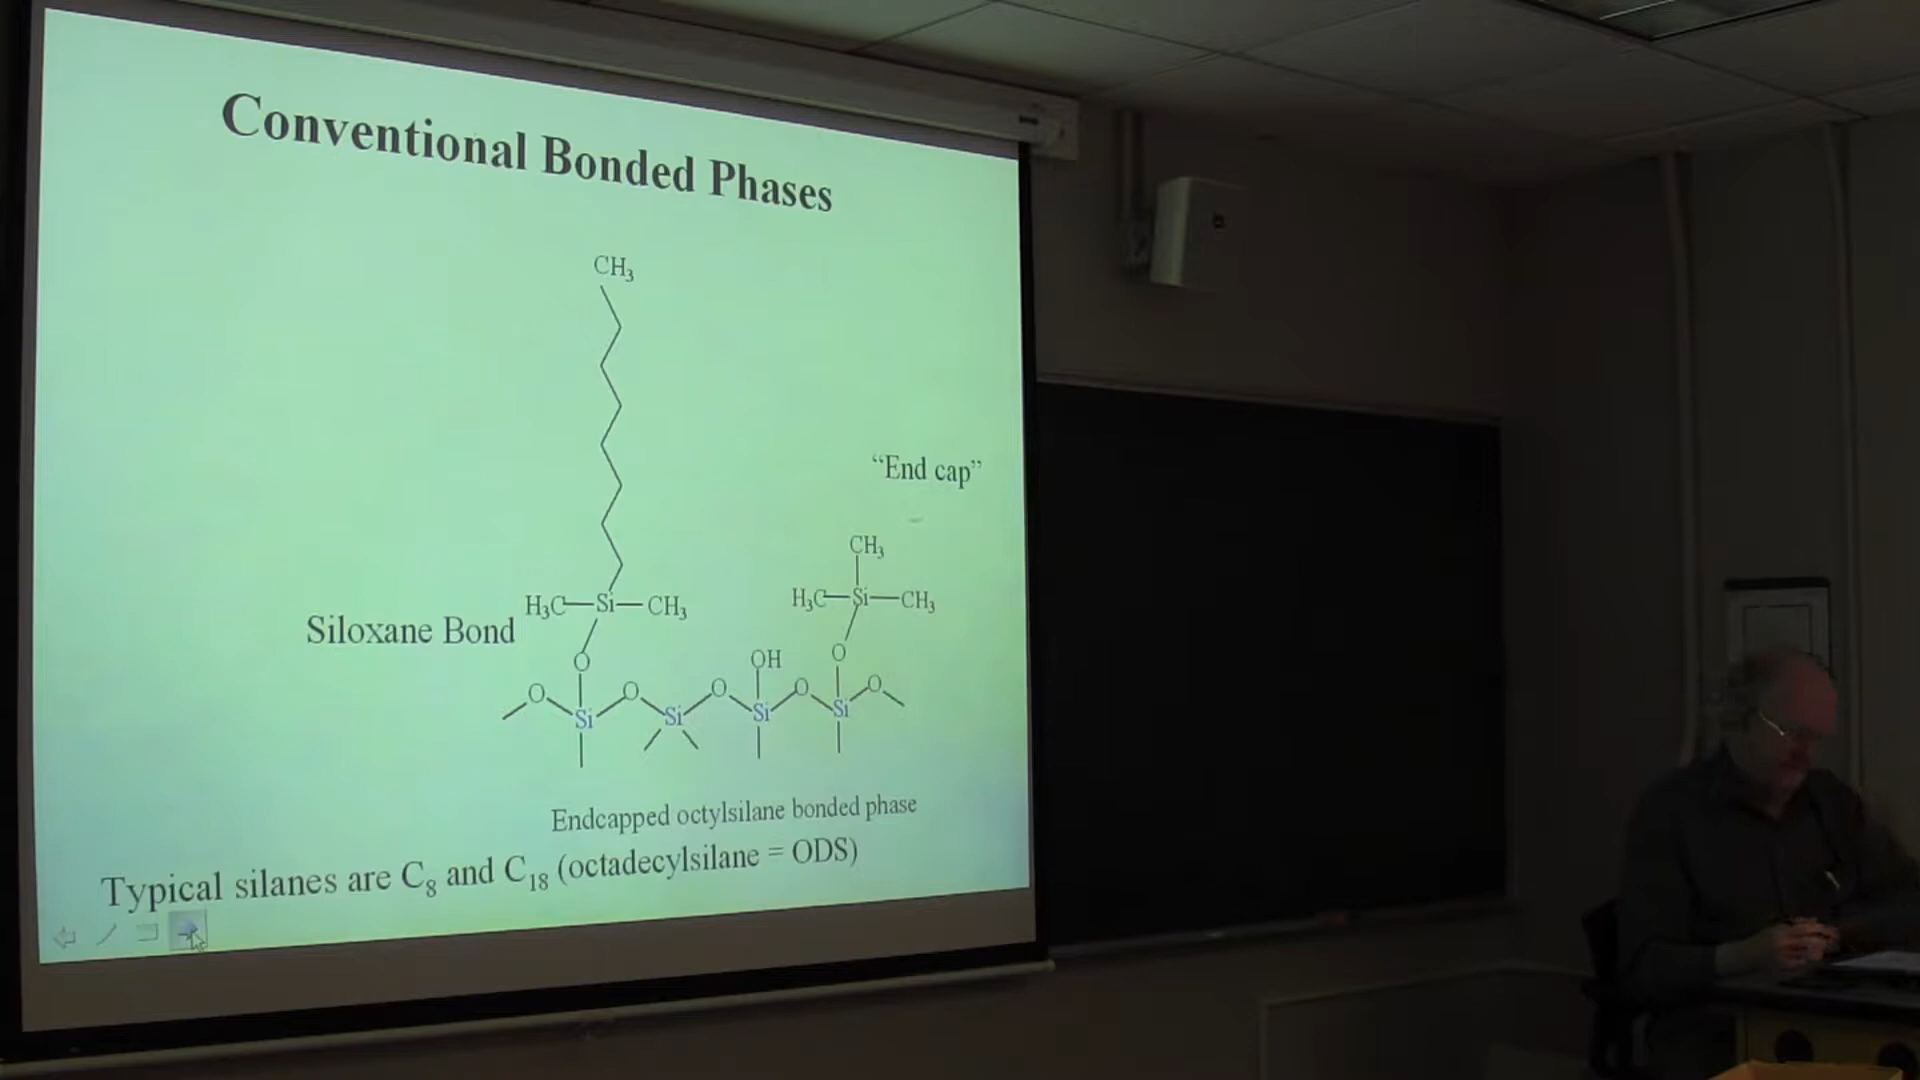 Conventional Bonded Phases
CH₃
“End cap”
CH₃
H₃C—Si—CH₃
H₃C—Si—CH₃
Siloxane Bond
O
OH
O
O
O
O
O
O
Si
Si
Si
Si
Endcapped octylsilane bonded phase
Typical silanes are C₈ and C₁₈ (octadecylsilane = ODS)